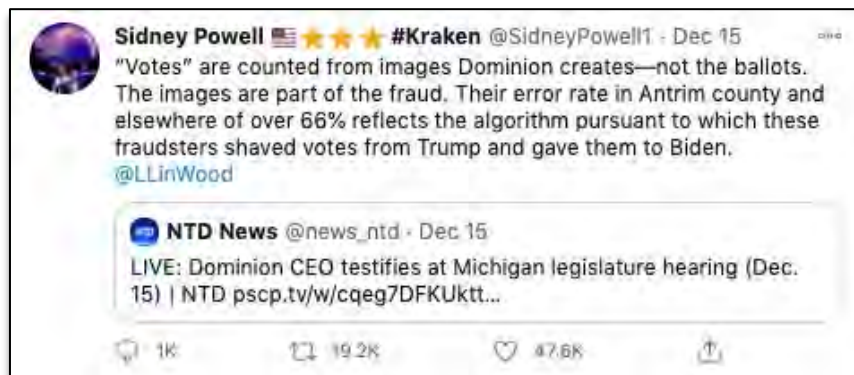 Sidney Powell 🇺🇸⭐⭐⭐ #Kraken @SidneyPowell1 · Dec 15
“Votes” are counted from images Dominion creates—not the ballots.
The images are part of the fraud. Their error rate in Antrim county and
elsewhere of over 66% reflects the algorithm pursuant to which these
fraudsters shaved votes from Trump and gave them to Biden.
@LLinWood
NTD News @news_ntd · Dec 15
LIVE: Dominion CEO testifies at Michigan legislature hearing (Dec.
15) | NTD pscp.tv/w/cqeg7DFKUktt...
1K 19.2K 47.6K